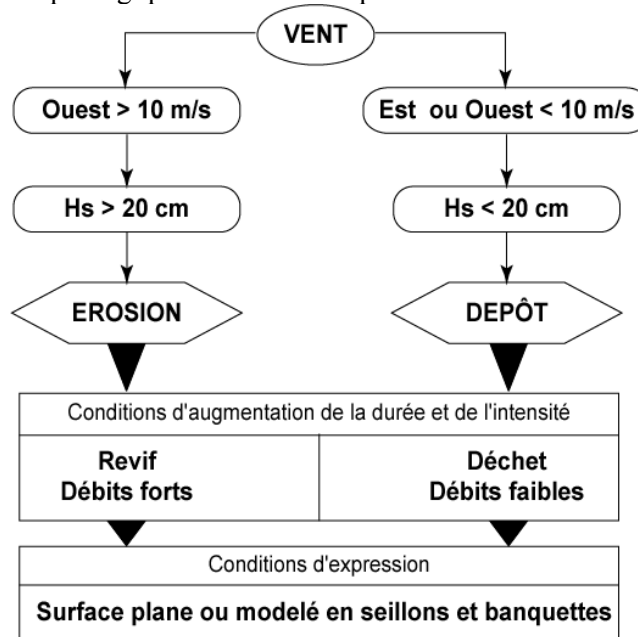 VENT
Ouest > 10 m/s
Est ou Ouest < 10 m/s
Hs > 20 cm
Hs < 20 cm
EROSION
DEPÔT
Conditions d'augmentation de la durée et de l'intensité
Revif
Débits forts
Déchet
Débits faibles
Conditions d'expression
Surface plane ou modelé en seillons et banquettes